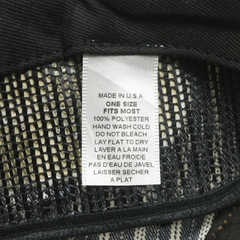 MADE IN U.S.A
ONE SIZE
FITS MOST
100% POLYESTER
HAND WASH COLD
DO NOT BLEACH
LAY FLAT TO DRY
LAVER A LA MAIN
EN EAU FROIDE
PAS D'EAU DE JAVEL
LAISSER SECHER
A PLAT